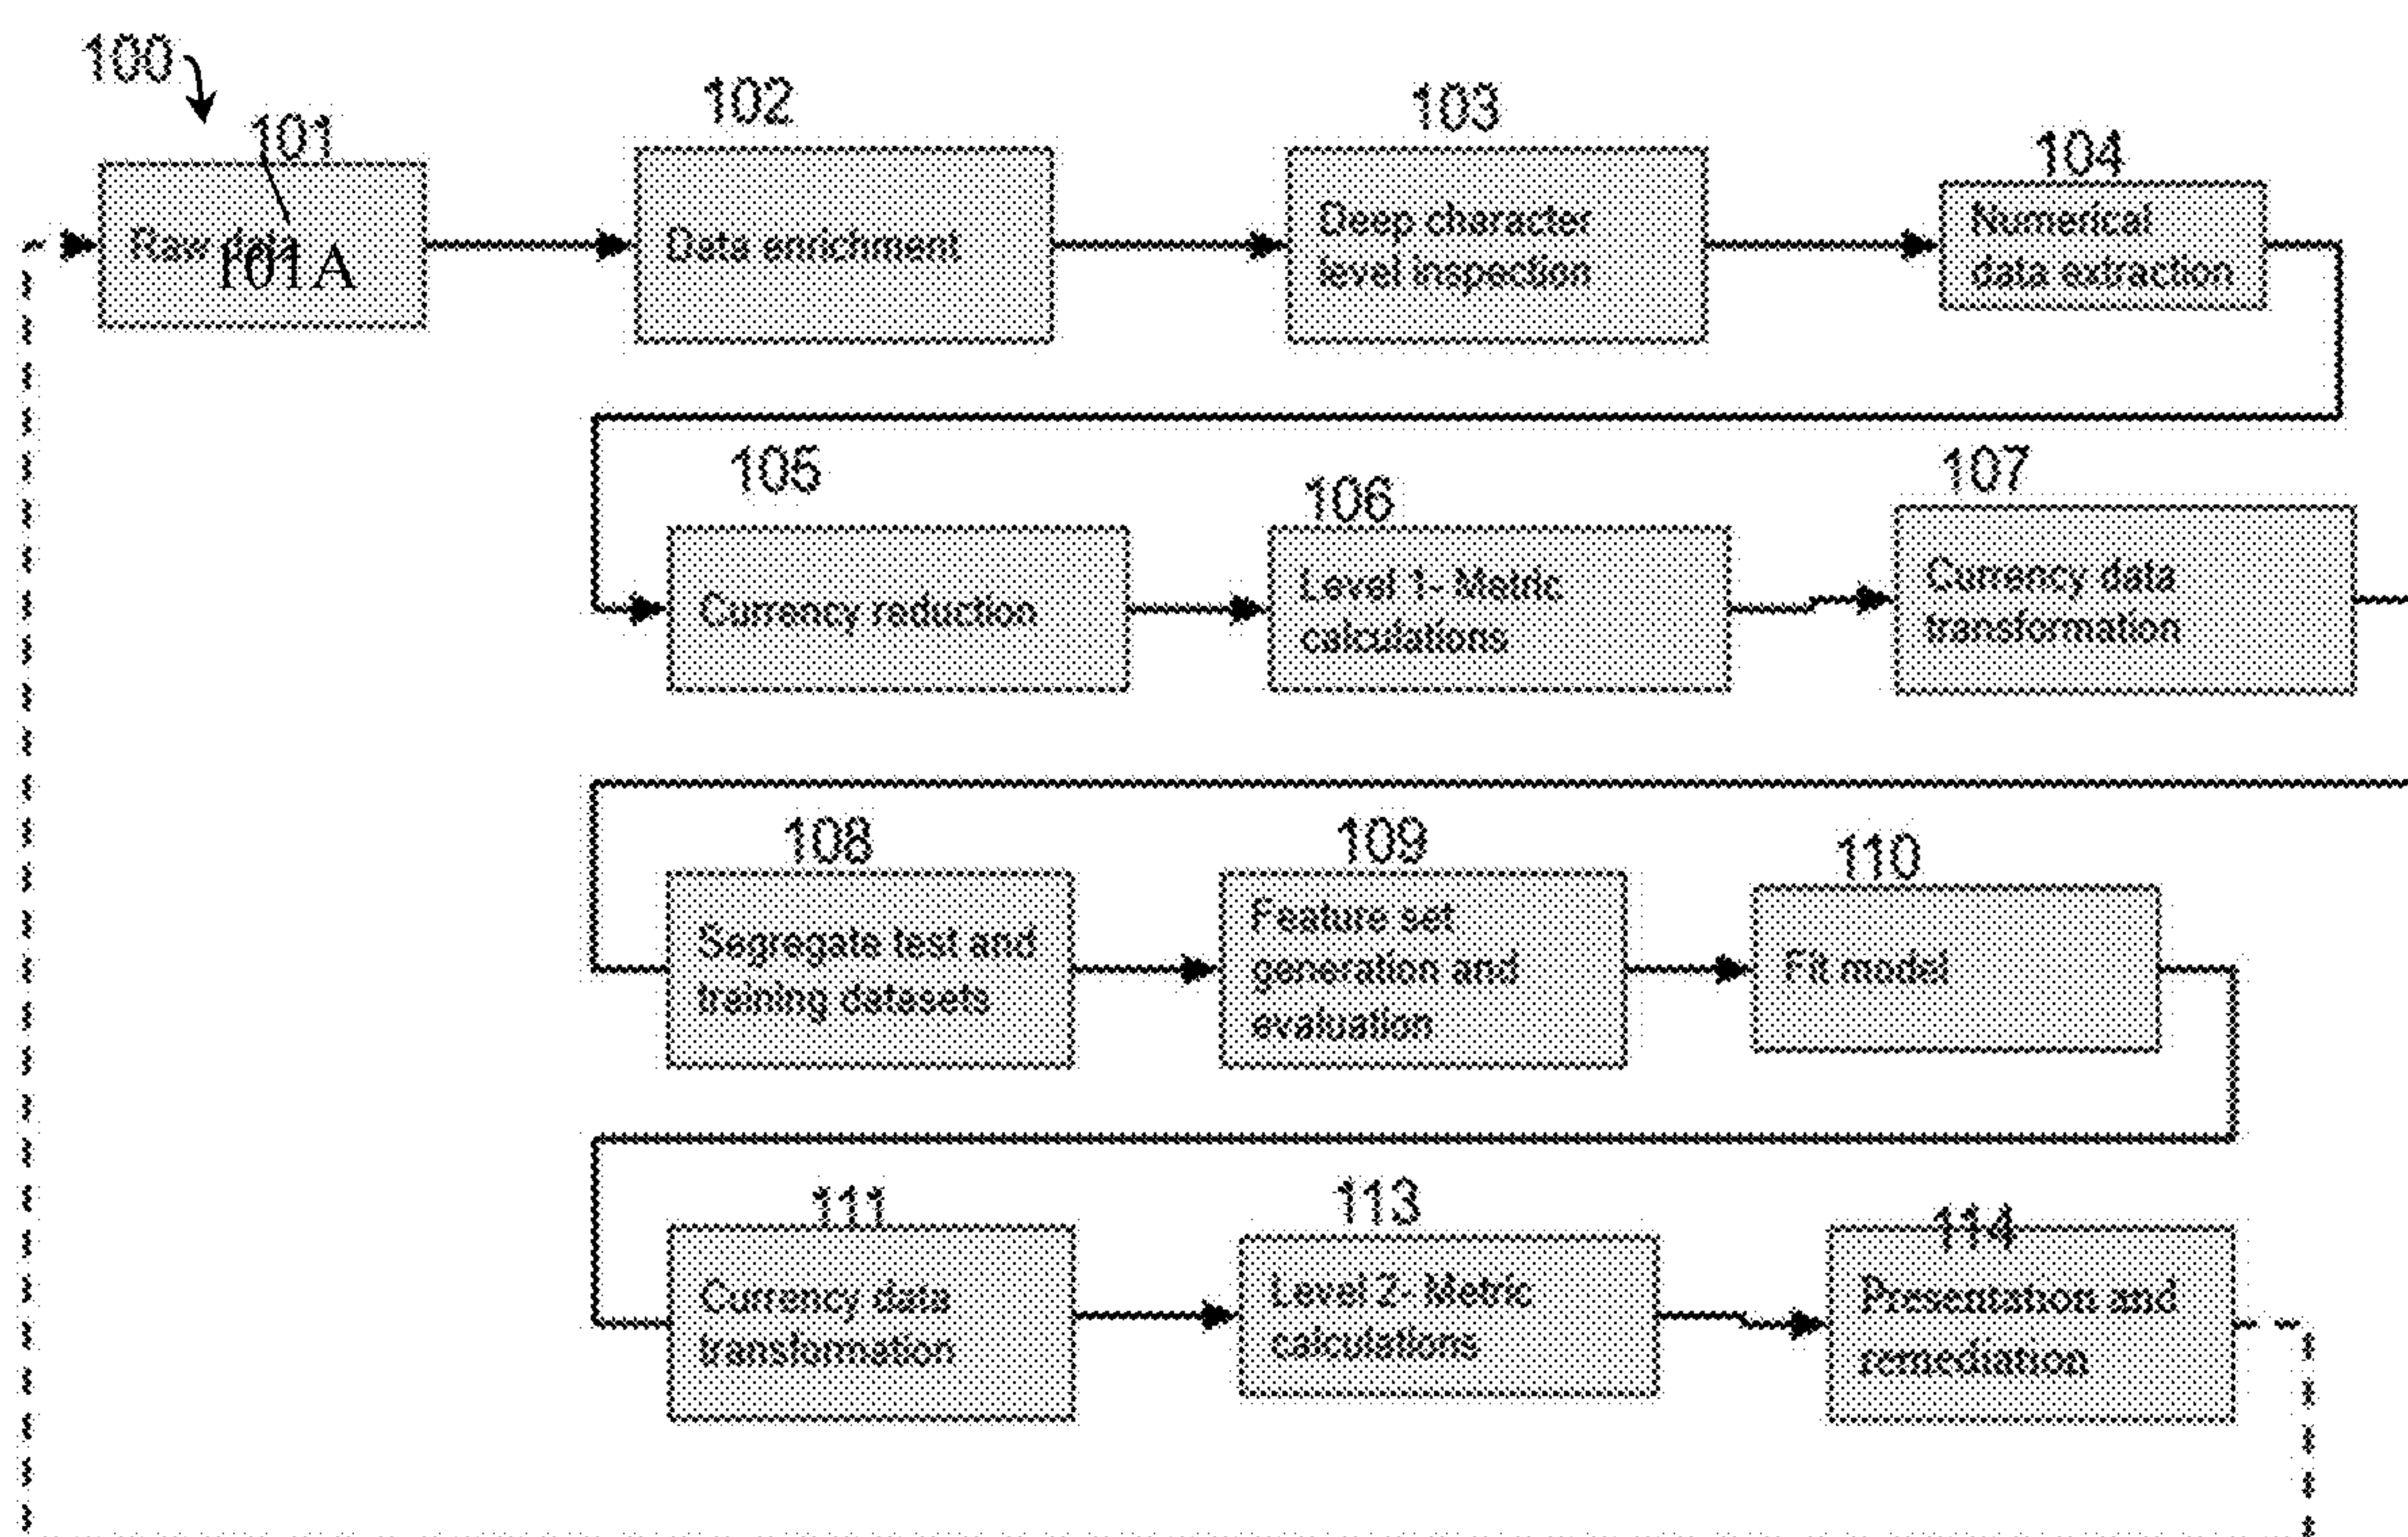 100
101
102
103
104
Raw
101A
Data enrichment
Deep character
level inspection
Numerical
data extraction
105
106
107
Currency reduction
Level 1- Metric
calculations
Currency data
transformation
108
109
110
Segregate test and
training datasets
Feature set
generation and
evaluation
Fit model
111
113
114
Currency data
transformation
Level 2- Metric
calculations
Presentation and
remediation